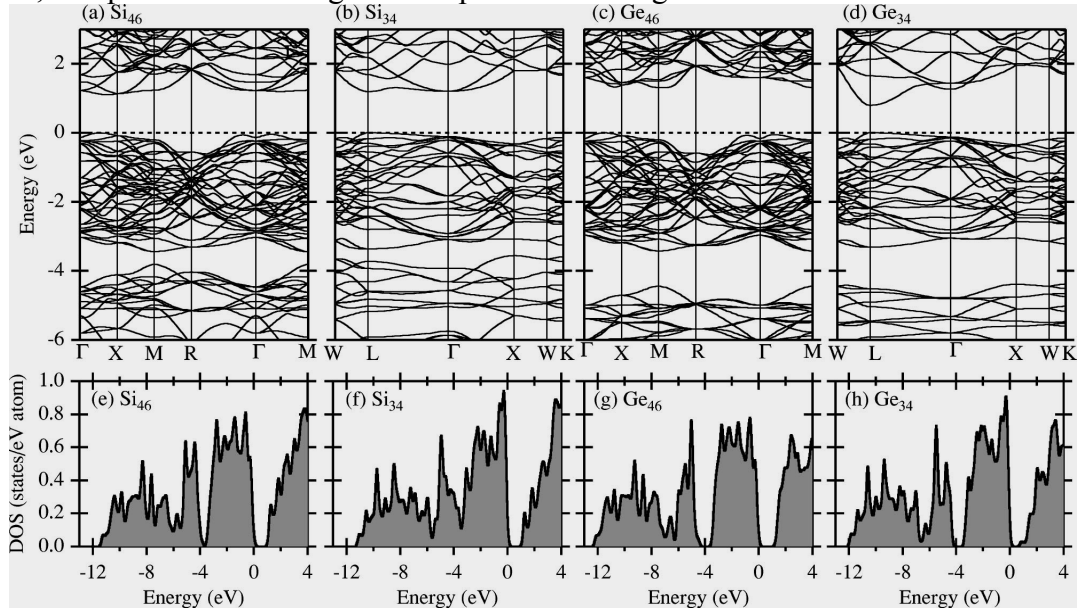 (a) Si46 (b) Si34 (c) Ge46 (d) Ge34
2
0
-2
-4
-6
Energy (eV)
Γ X M R Γ M W L Γ X W K Γ X M R Γ M W L Γ X W K
1.0
0.8
0.6
0.4
0.2
0.0
DOS (states/eV atom)
(e) Si46 (f) Si34 (g) Ge46 (h) Ge34
-12 -8 -4 0 4 -12 -8 -4 0 4 -12 -8 -4 0 4 -12 -8 -4 0 4
Energy (eV) Energy (eV) Energy (eV) Energy (eV)